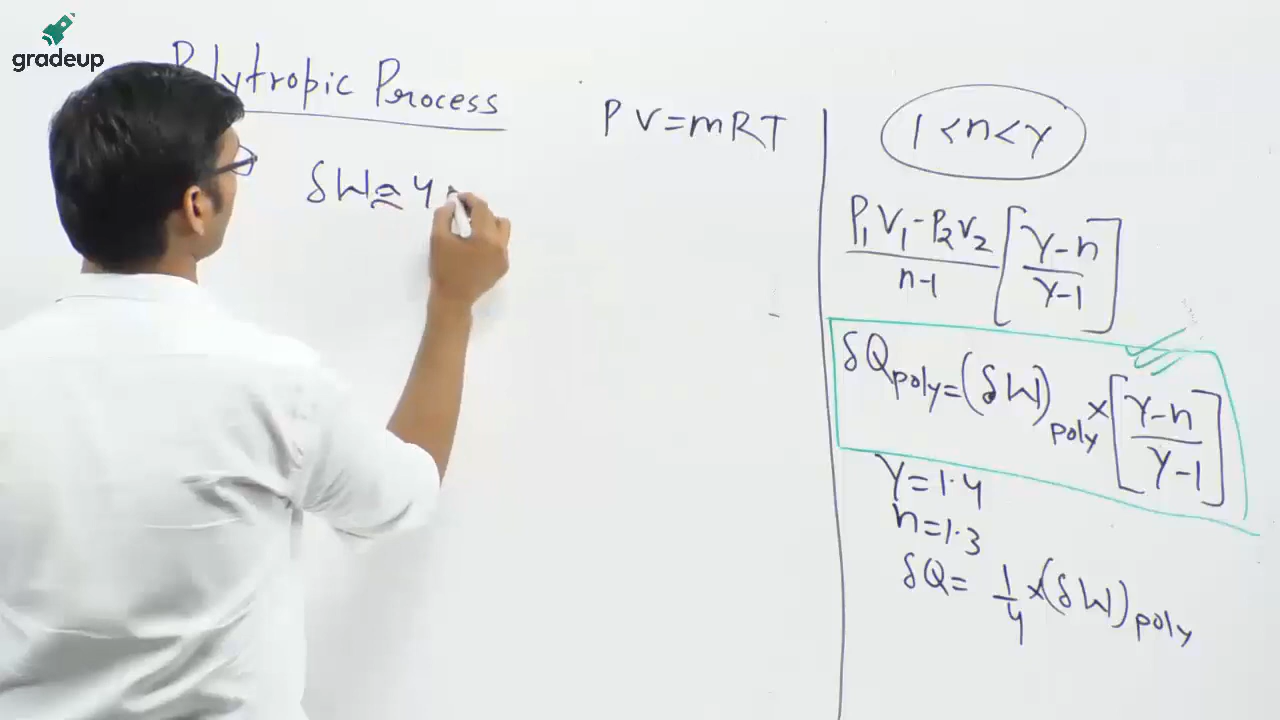 gradeup
Polytropic Process
δW = 4
PV=mRT
1<n<γ
P₁V₁-P₂V₂ / n-1 [γ-n / γ-1]
δQpoly=(δW)poly × [γ-n / γ-1]
γ=1.4
n=1.3
δQ= 1/4 ×(δW)poly